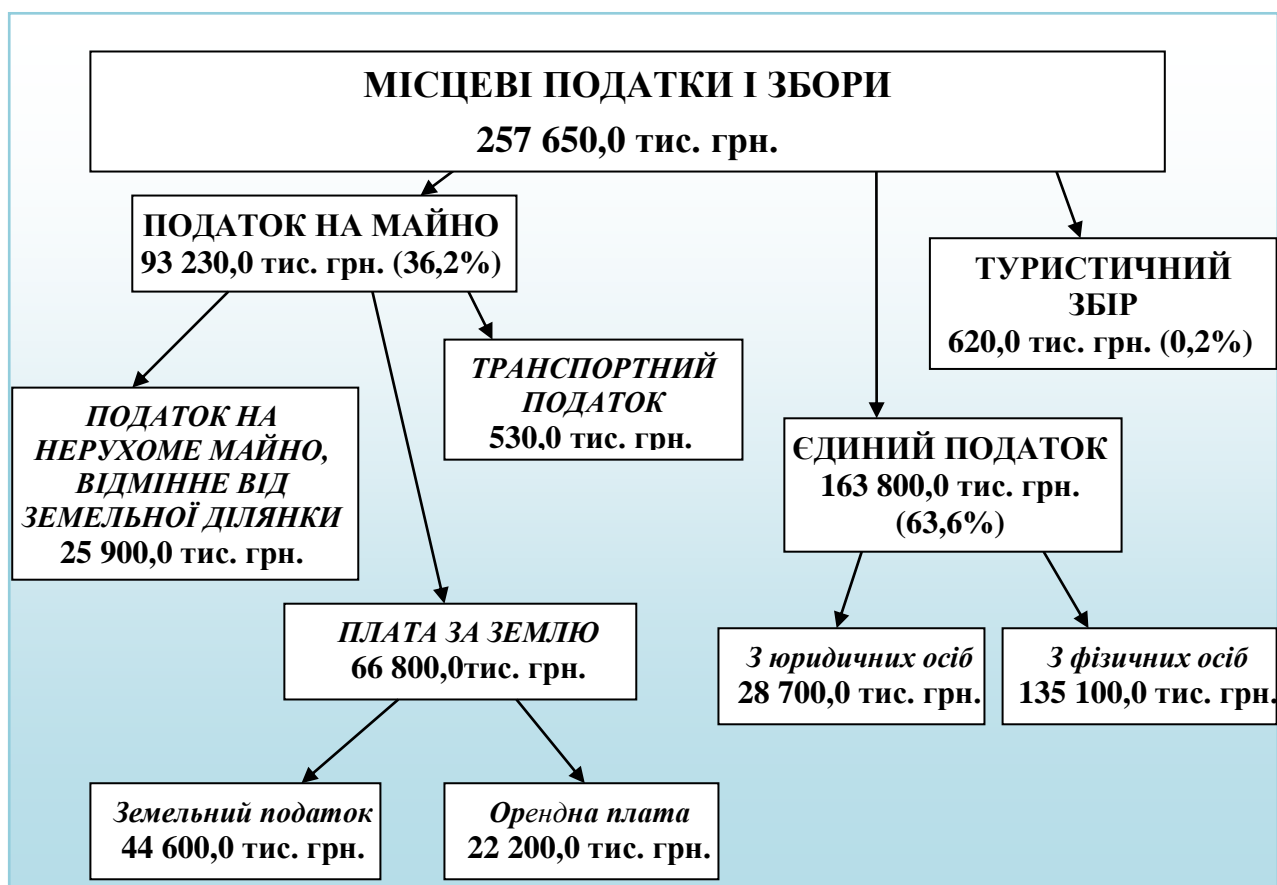 МІСЦЕВІ ПОДАТКИ І ЗБОРИ
257 650,0 тис. грн.
ПОДАТОК НА МАЙНО
93 230,0 тис. грн. (36,2%)
ТУРИСТИЧНИЙ
ЗБІР
620,0 тис. грн. (0,2%)
ТРАНСПОРТНИЙ
ПОДАТОК
530,0 тис. грн.
ПОДАТОК НА
НЕРУХОМЕ МАЙНО,
ВІДМІННЕ ВІД
ЗЕМЕЛЬНОЇ ДІЛЯНКИ
25 900,0 тис. грн.
ЄДИНИЙ ПОДАТОК
163 800,0 тис. грн.
(63,6%)
ПЛАТА ЗА ЗЕМЛЮ
66 800,0тис. грн.
З юридичних осіб
28 700,0 тис. грн.
З фізичних осіб
135 100,0 тис. грн.
Земельний податок
44 600,0 тис. грн.
Орендна плата
22 200,0 тис. грн.